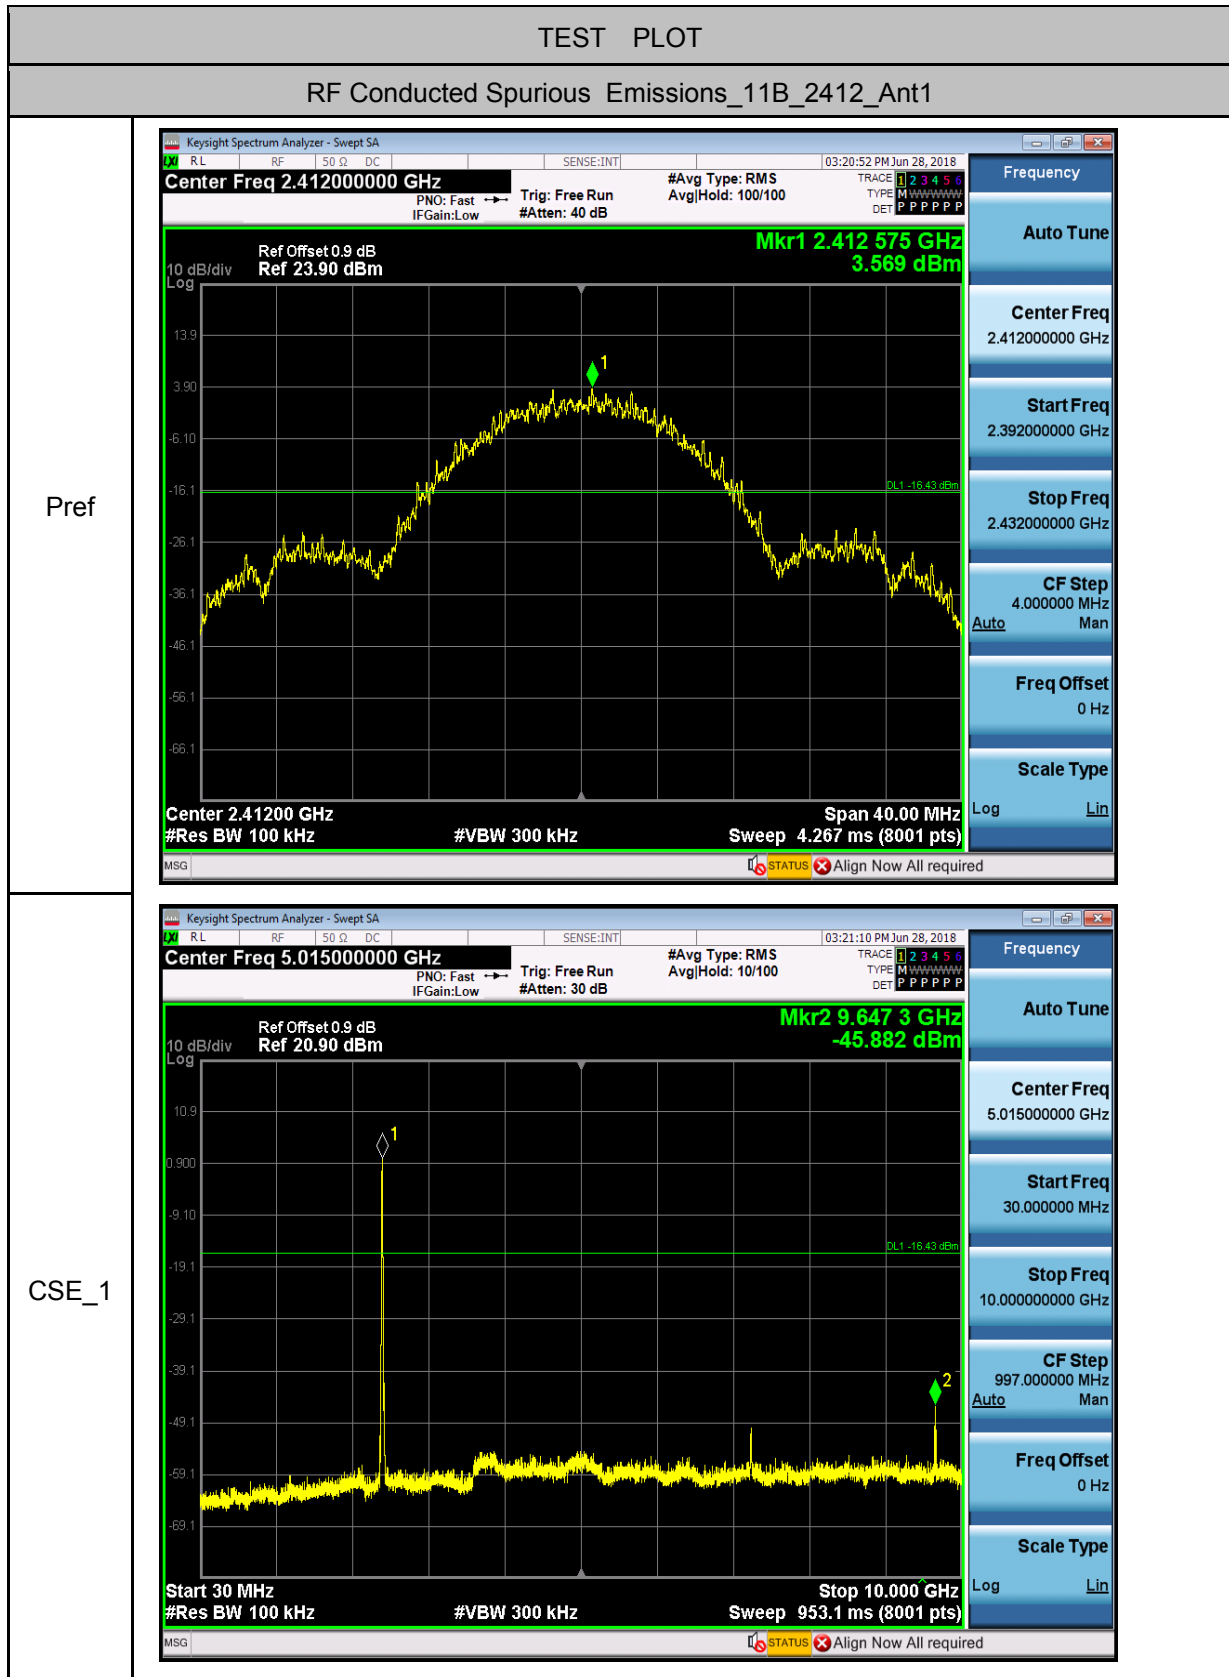 TEST PLOT
RF Conducted Spurious Emissions_11B_2412_Ant1
Pref
Keysight Spectrum Analyzer - Swept SA
LXI RL RF 50 Ω DC SENSE:INT 03:20:52 PM Jun 28, 2018
Center Freq 2.412000000 GHz
PNO: Fast
IFGain:Low
Trig: Free Run
#Atten: 40 dB
#Avg Type: RMS
Avg|Hold: 100/100
TRACE 1 2 3 4 5 6
TYPE M WWWWW
DET P P P P P P
Mkr1 2.412 575 GHz
3.569 dBm
Ref Offset 0.9 dB
10 dB/div Ref 23.90 dBm
Log
13.9
3.90
-6.10
-16.1
-26.1
-36.1
-46.1
-56.1
-66.1
1
DL1 -16.43 dBm
Center 2.41200 GHz Span 40.00 MHz
#Res BW 100 kHz #VBW 300 kHz Sweep 4.267 ms (8001 pts)
MSG STATUS Align Now All required
Frequency
Auto Tune
Center Freq
2.412000000 GHz
Start Freq
2.392000000 GHz
Stop Freq
2.432000000 GHz
CF Step
4.000000 MHz
Auto Man
Freq Offset
0 Hz
Scale Type
Log Lin
CSE_1
Keysight Spectrum Analyzer - Swept SA
LXI RL RF 50 Ω DC SENSE:INT 03:21:10 PM Jun 28, 2018
Center Freq 5.015000000 GHz
PNO: Fast
IFGain:Low
Trig: Free Run
#Atten: 30 dB
#Avg Type: RMS
Avg|Hold: 10/100
TRACE 1 2 3 4 5 6
TYPE M WWWWW
DET P P P P P P
Mkr2 9.647 3 GHz
-45.882 dBm
Ref Offset 0.9 dB
10 dB/div Ref 20.90 dBm
Log
10.9
0.900
-9.10
-19.1
-29.1
-39.1
-49.1
-59.1
-69.1
1
DL1 -16.43 dBm
2
Start 30 MHz Stop 10.000 GHz
#Res BW 100 kHz #VBW 300 kHz Sweep 953.1 ms (8001 pts)
MSG STATUS Align Now All required
Frequency
Auto Tune
Center Freq
5.015000000 GHz
Start Freq
30.000000 MHz
Stop Freq
10.000000000 GHz
CF Step
997.000000 MHz
Auto Man
Freq Offset
0 Hz
Scale Type
Log Lin